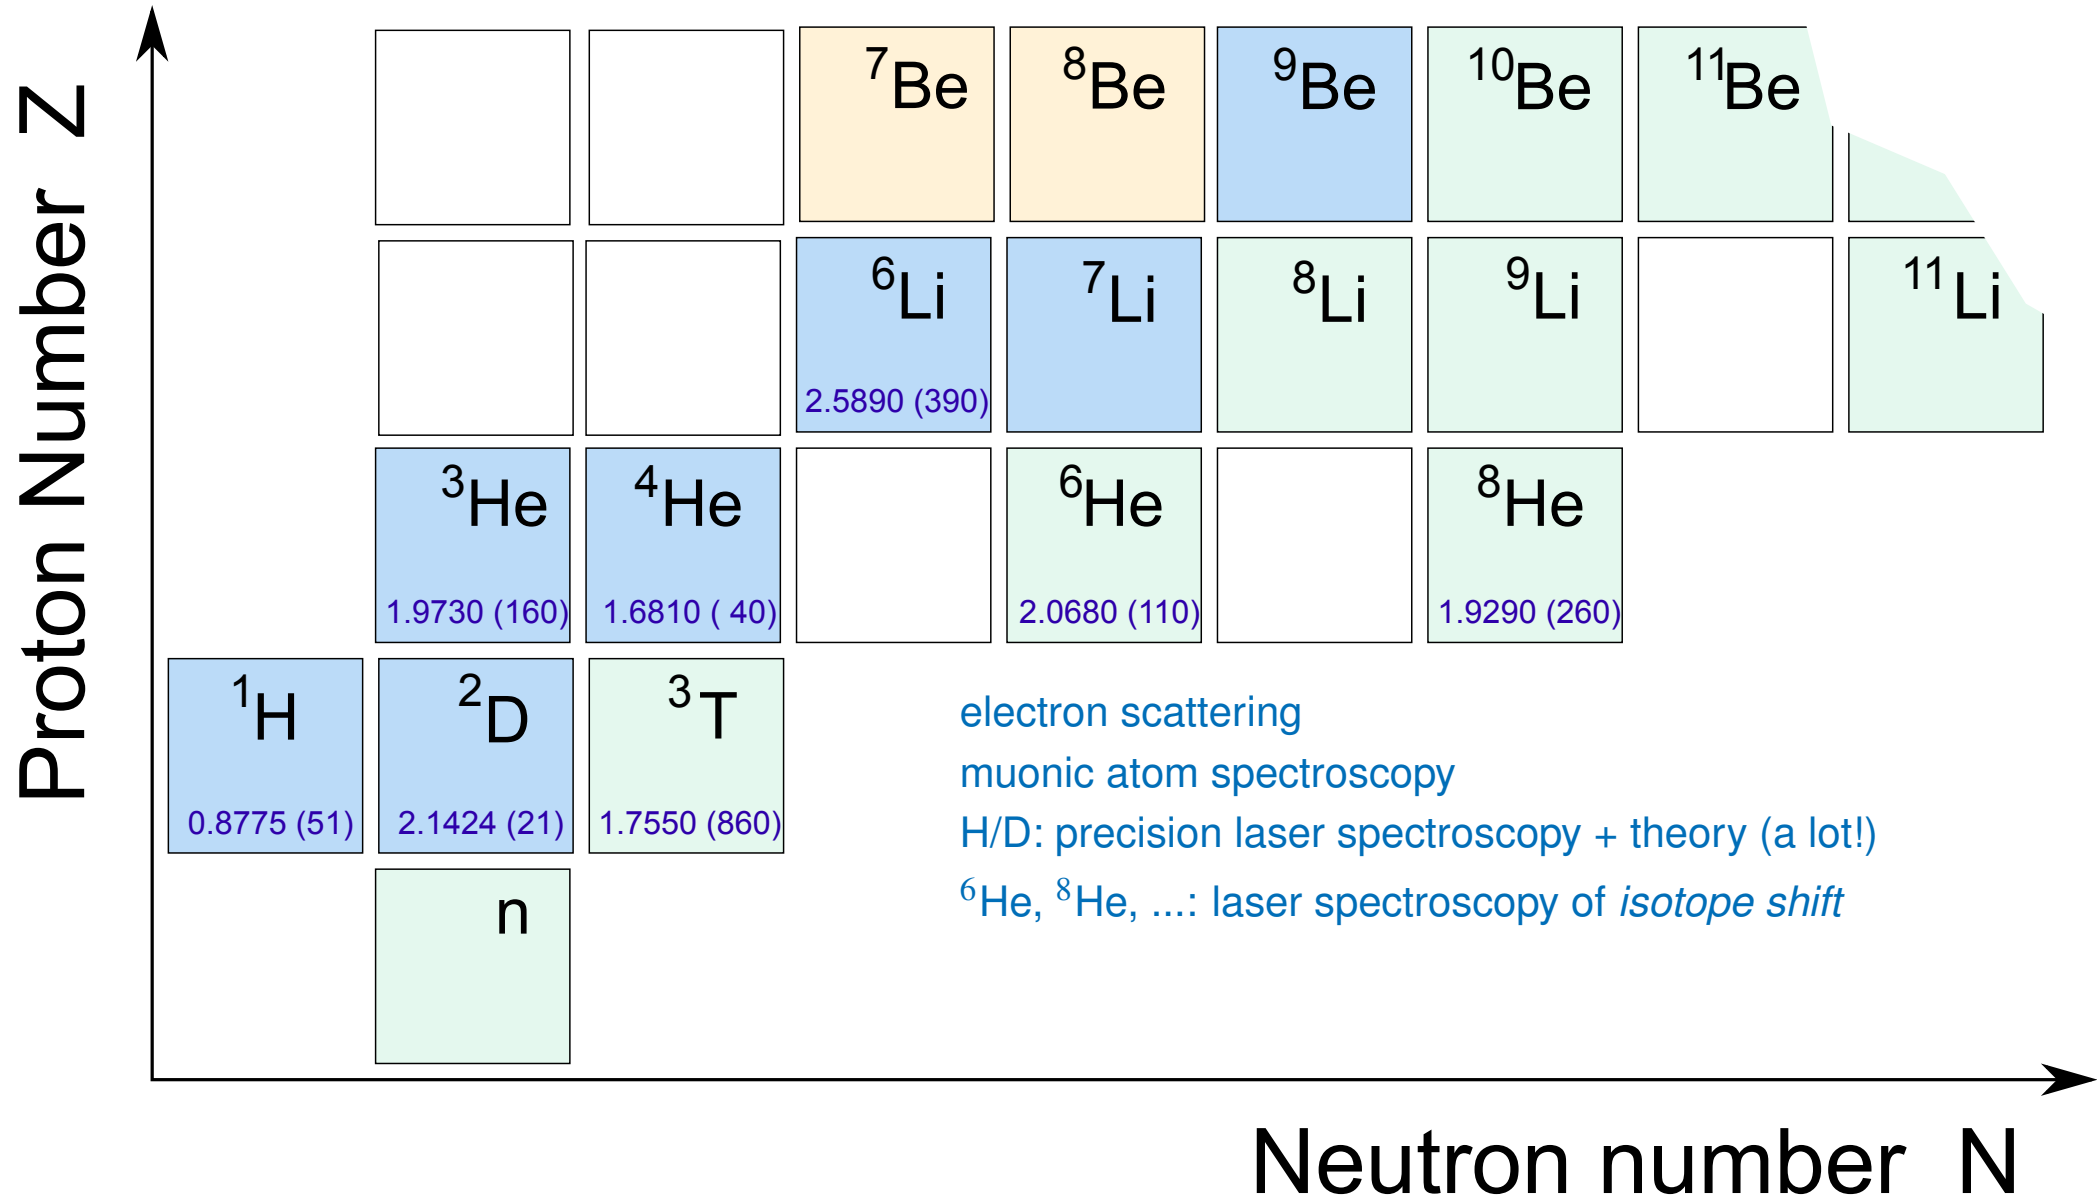 Proton Number Z
⁷Be ⁸Be ⁹Be ¹⁰Be ¹¹Be
⁶Li ⁷Li ⁸Li ⁹Li ¹¹Li
2.5890 (390)
³He ⁴He ⁶He ⁸He
1.9730 (160) 1.6810 ( 40) 2.0680 (110) 1.9290 (260)
¹H ²D ³T
0.8775 (51) 2.1424 (21) 1.7550 (860)
electron scattering
muonic atom spectroscopy
H/D: precision laser spectroscopy + theory (a lot!)
⁶He, ⁸He, ...: laser spectroscopy of isotope shift
n
Neutron number N